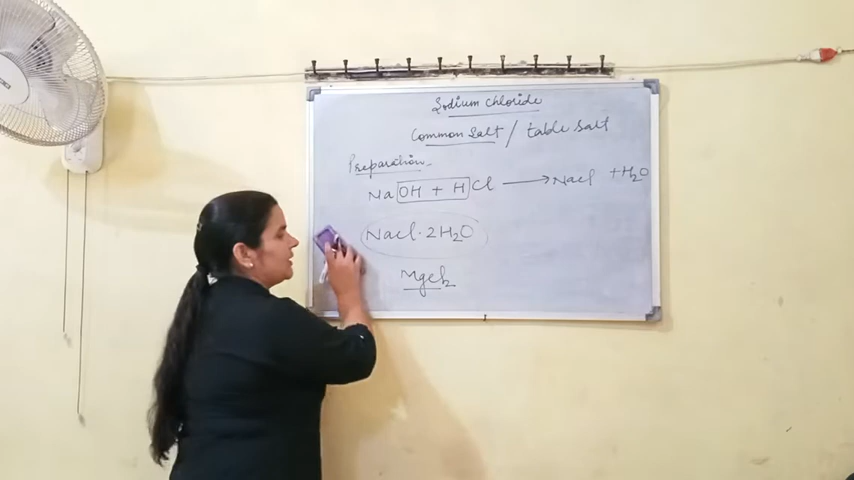 Sodium Chloride
Common Salt / table salt
Preparation
NaOH + HCl → Nacl + H₂O
Nacl·2H₂O
Mgcl₂